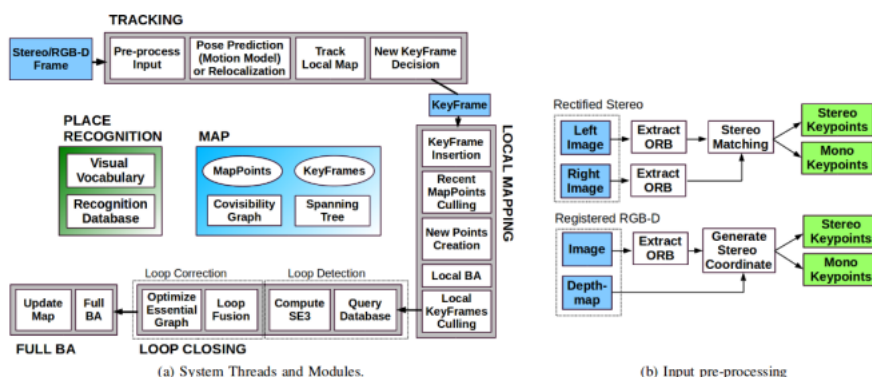 TRACKING
Stereo/RGB-D
Frame
Pre-process
Input
Pose Prediction
(Motion Model)
or Relocalization
Track
Local Map
New KeyFrame
Decision
KeyFrame
PLACE
RECOGNITION
Visual
Vocabulary
Recognition
Database
MAP
MapPoints
KeyFrames
Covisibility
Graph
Spanning
Tree
LOCAL MAPPING
KeyFrame
Insertion
Recent
MapPoints
Culling
New Points
Creation
Local BA
Local
KeyFrames
Culling
Loop Correction
Loop Detection
Update
Map
Full
BA
Optimize
Essential
Graph
Loop
Fusion
Compute
SE3
Query
Database
FULL BA
LOOP CLOSING
(a) System Threads and Modules.
Rectified Stereo
Left
Image
Extract
ORB
Stereo
Matching
Stereo
Keypoints
Mono
Keypoints
Right
Image
Extract
ORB
Registered RGB-D
Image
Extract
ORB
Generate
Stereo
Coordinate
Stereo
Keypoints
Mono
Keypoints
Depth-
map
(b) Input pre-processing